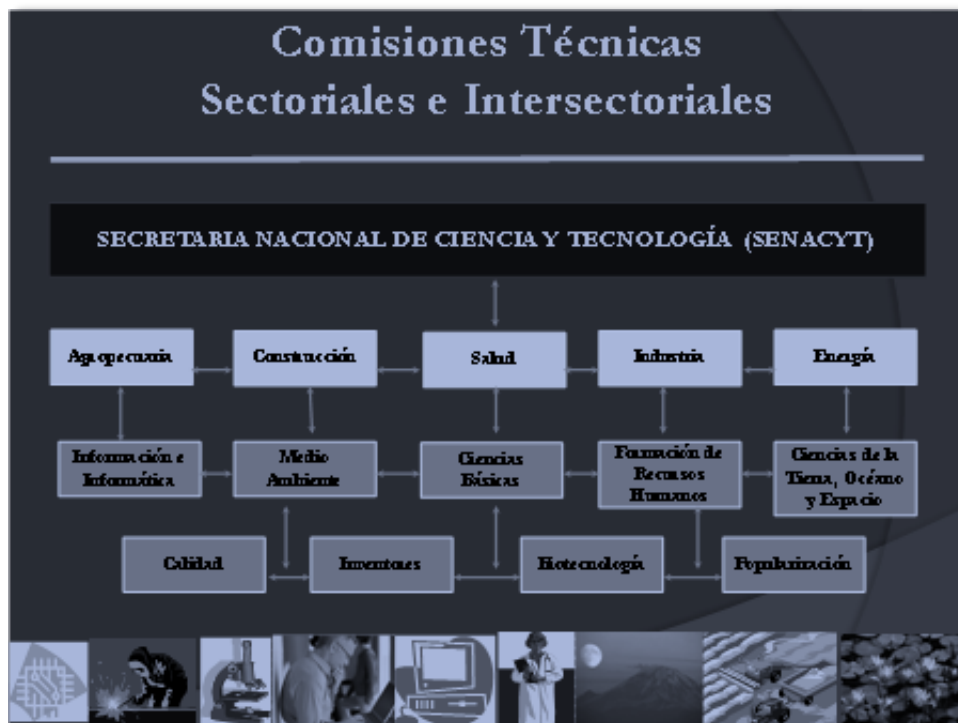 Comisiones Técnicas
Sectoriales e Intersectoriales
SECRETARIA NACIONAL DE CIENCIA Y TECNOLOGÍA (SENACYT)
Agropecuaria
Construcción
Salud
Industria
Energía
Información e
Informática
Medio
Ambiente
Ciencias
Básicas
Formación de
Recursos
Humanos
Ciencias de la
Tierra, Océano
y Espacio
Calidad
Inventores
Biotecnología
Popularización